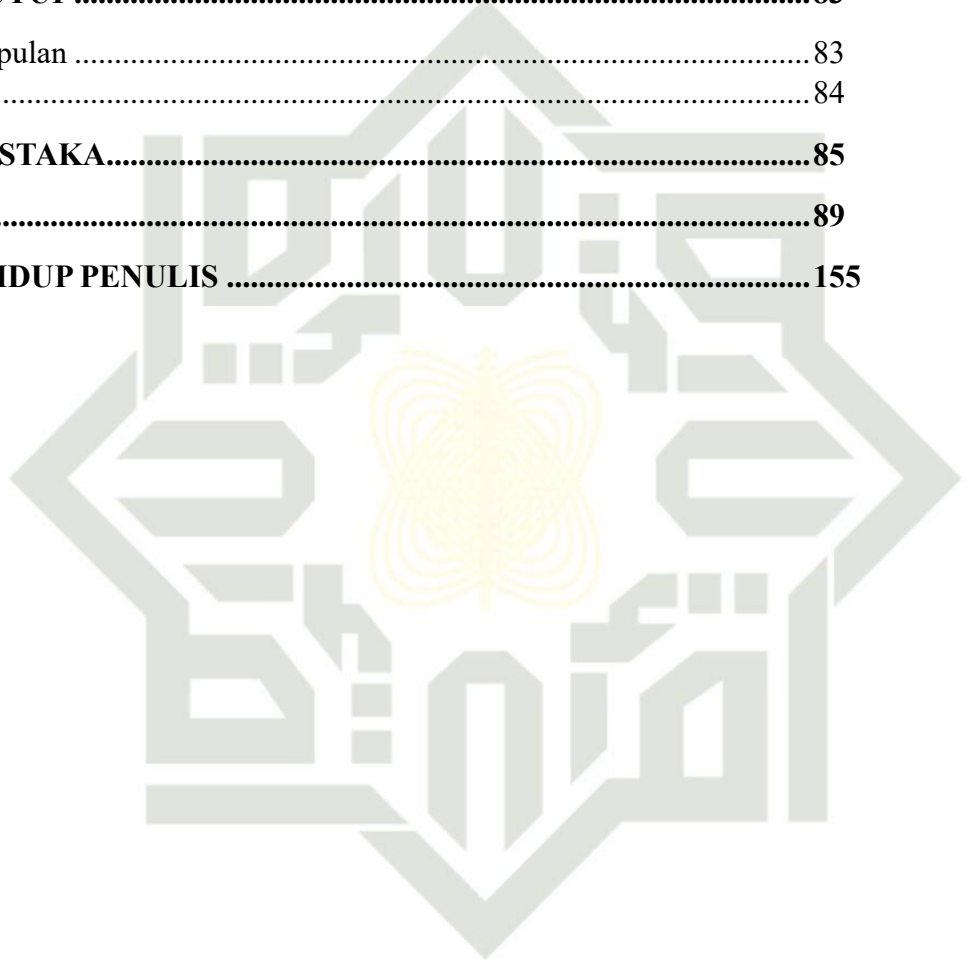 pulan ........................................................................................... 83
.................................................................................................... 84
STAKA....................................................................................... 85
.................................................................................................... 89
IDUP PENULIS ........................................................................ 155